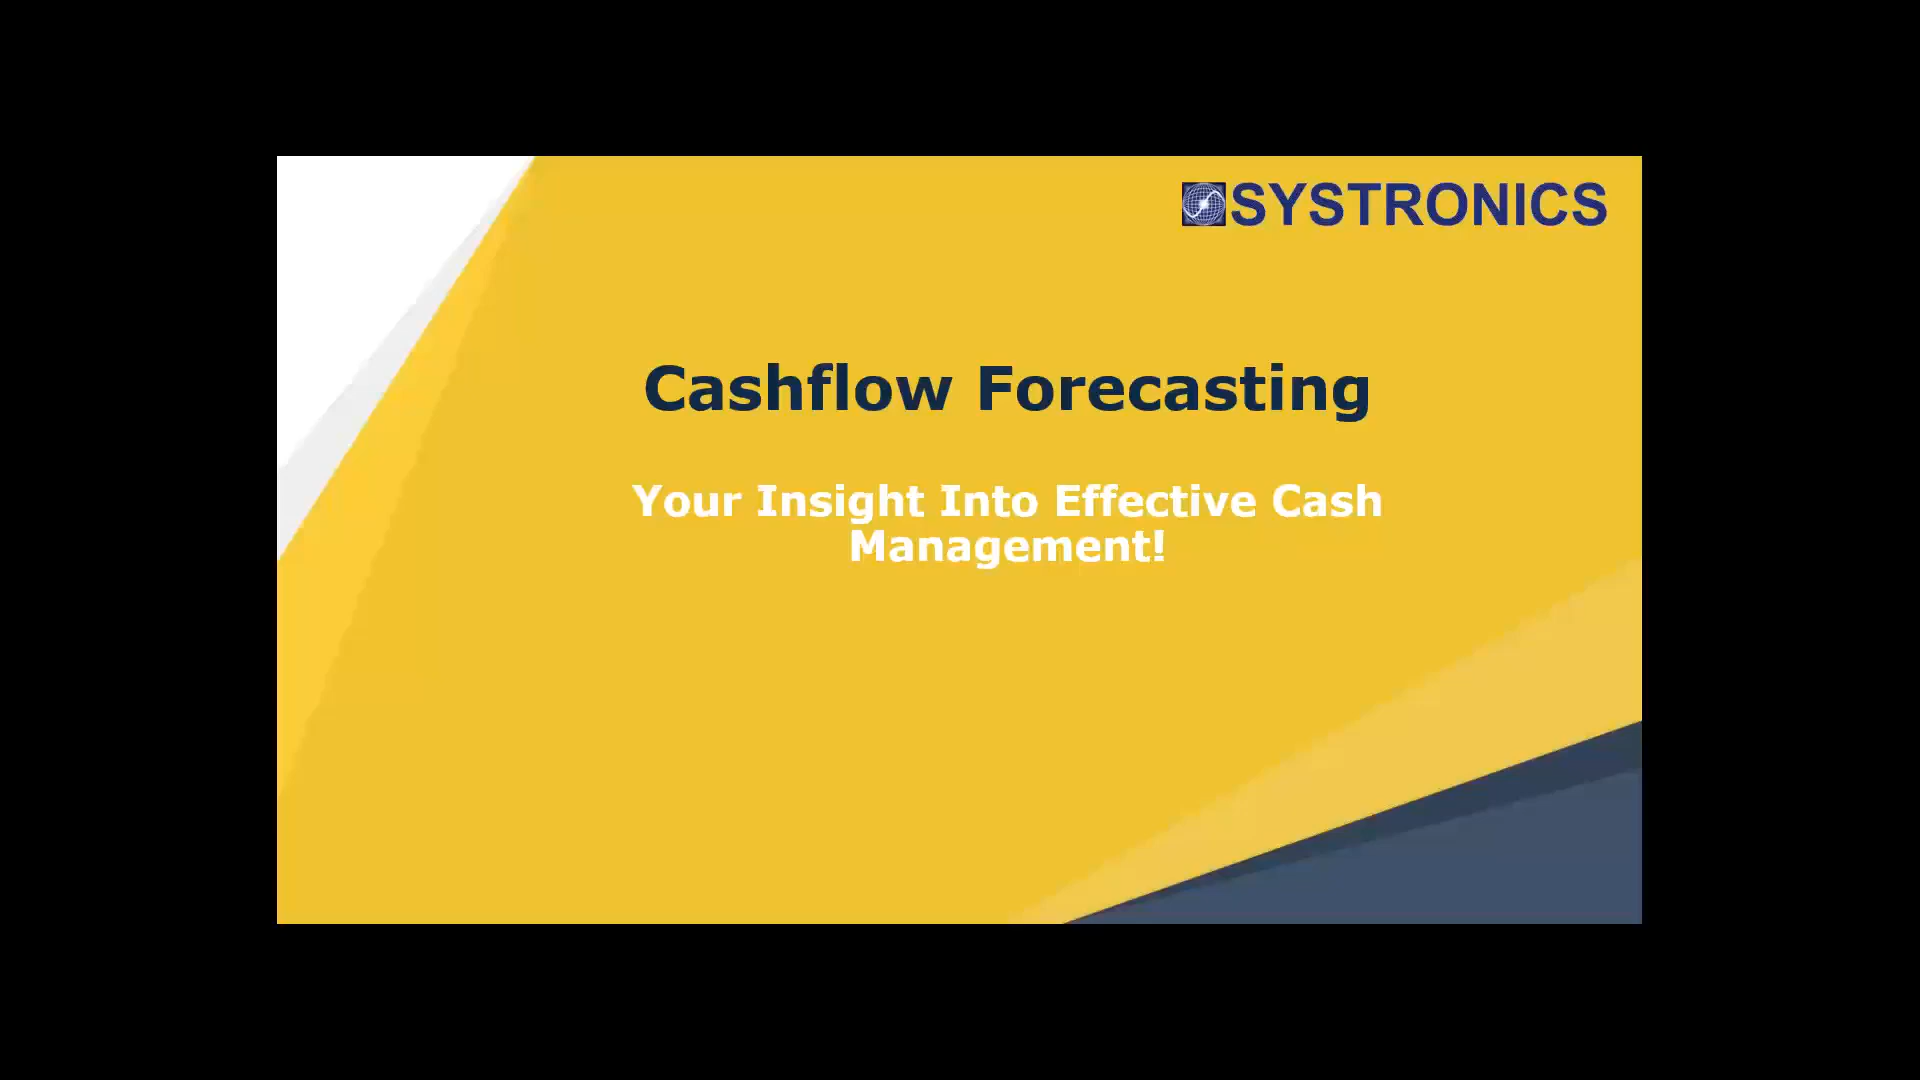 SYSTRONICS
Cashflow Forecasting
Your Insight Into Effective Cash
Management!